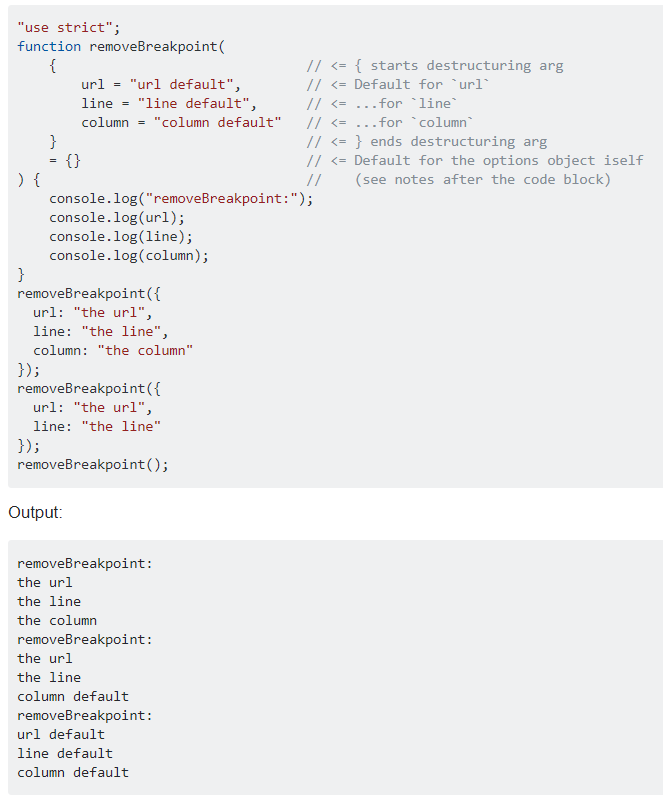 "use strict";
function removeBreakpoint(
    {                               // <= { starts destructuring arg
        url = "url default",        // <= Default for `url`
        line = "line default",      // <= ...for `line`
        column = "column default"   // <= ...for `column`
    }                               // <= } ends destructuring arg
    = {}                            // <= Default for the options object iself
) {                                 //    (see notes after the code block)
    console.log("removeBreakpoint:");
    console.log(url);
    console.log(line);
    console.log(column);
}
removeBreakpoint({
  url: "the url",
  line: "the line",
  column: "the column"
});
removeBreakpoint({
  url: "the url",
  line: "the line"
});
removeBreakpoint();
Output:
removeBreakpoint:
the url
the line
the column
removeBreakpoint:
the url
the line
column default
removeBreakpoint:
url default
line default
column default